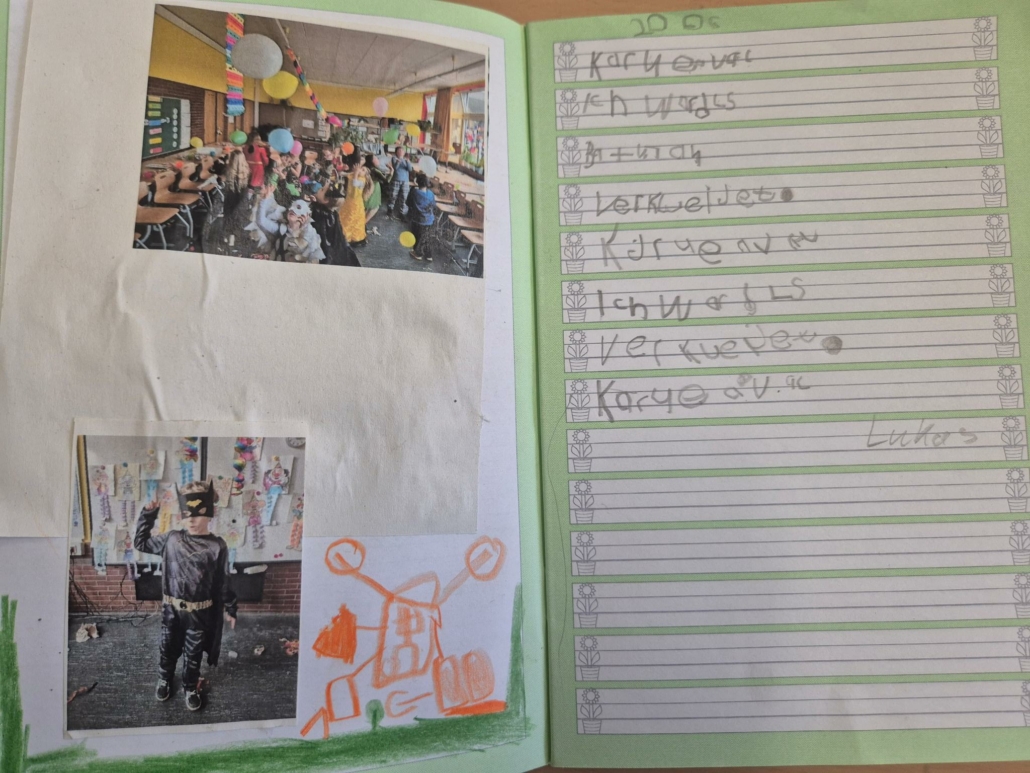 Karneval
Ich war als
Batman
Verkleidet.
Karneval
Ich war als
Verkleidet.
Karneval
Lukas